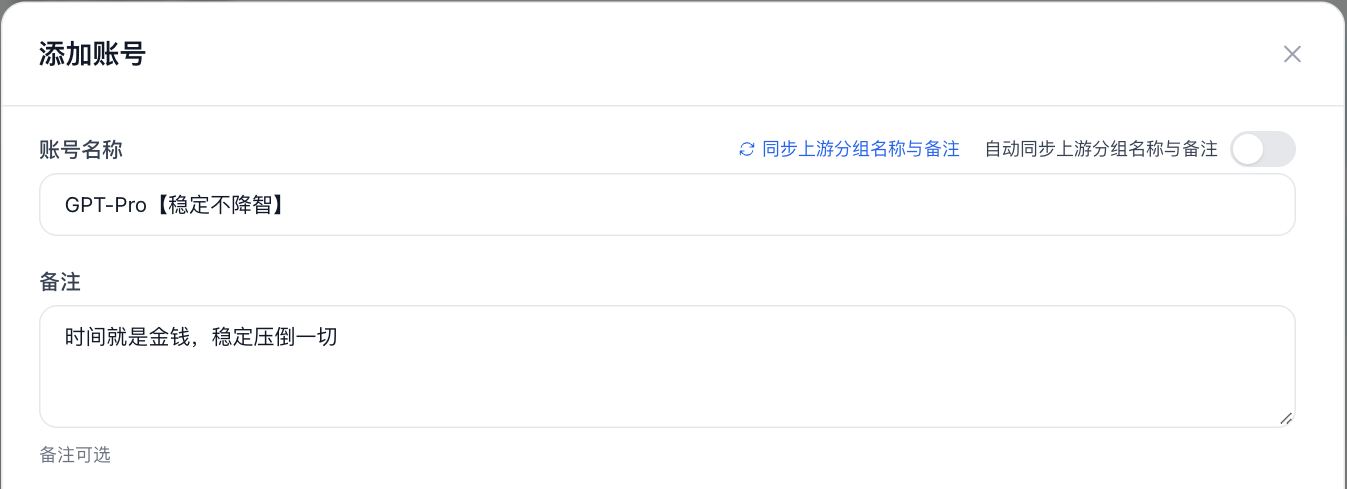 添加账号
账号名称
同步上游分组名称与备注 自动同步上游分组名称与备注
GPT-Pro【稳定不降智】
备注
时间就是金钱，稳定压倒一切
备注可选